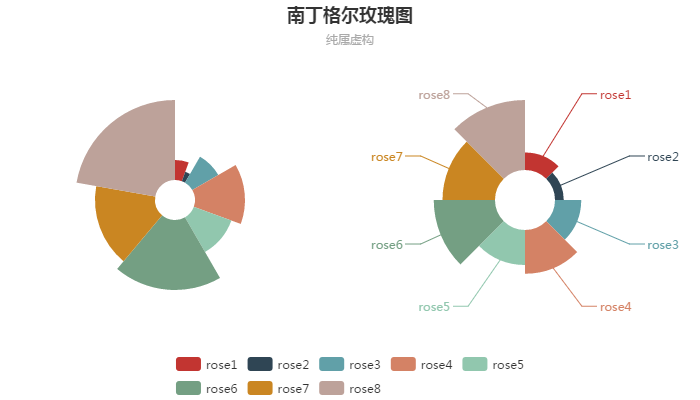 南丁格尔玫瑰图
纯属虚构
rose8
rose1
rose7
rose2
rose6
rose3
rose5
rose4
rose1 rose2 rose3 rose4 rose5
rose6 rose7 rose8